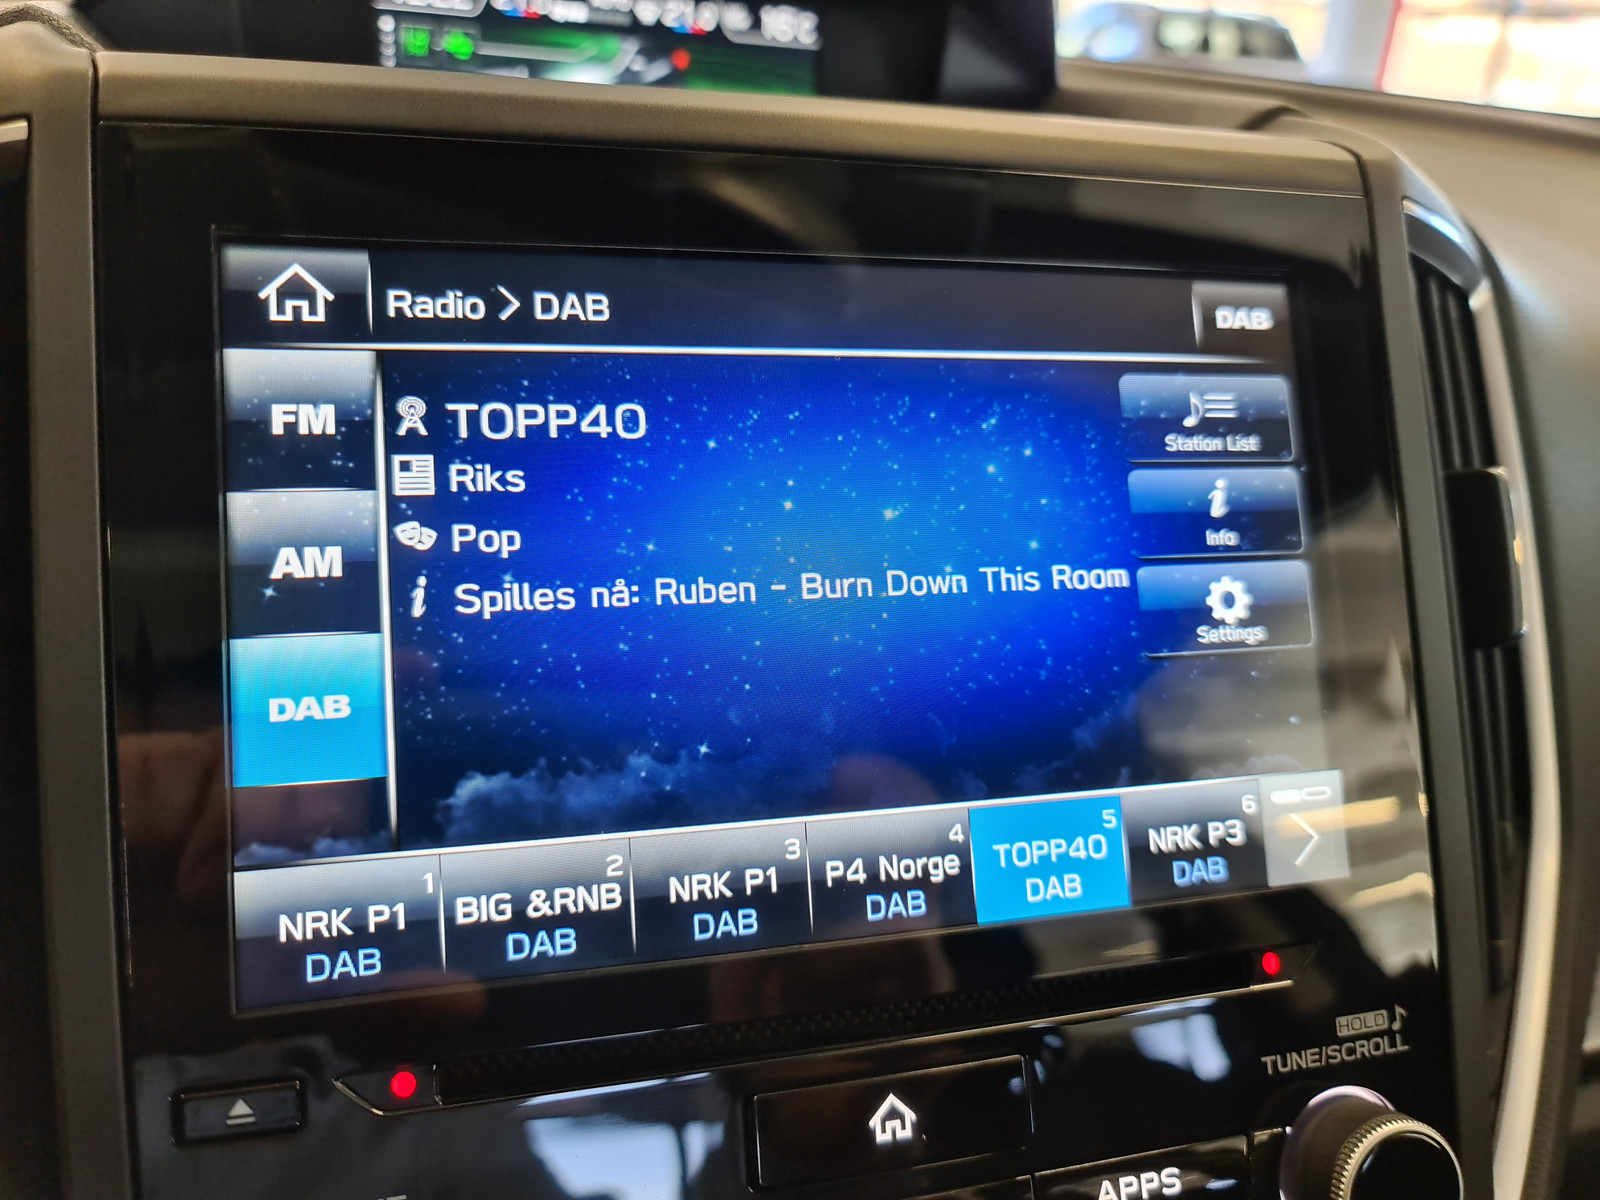 16°C
Radio > DAB
DAB
FM
AM
DAB
TOPP40
Riks
Pop
Spilles nå: Ruben - Burn Down This Room
Station List
Info
Settings
1
NRK P1
DAB
2
BIG &RNB
DAB
3
NRK P1
DAB
4
P4 Norge
DAB
5
TOPP40
DAB
6
NRK P3
DAB
HOLD
TUNE/SCROLL
APPS